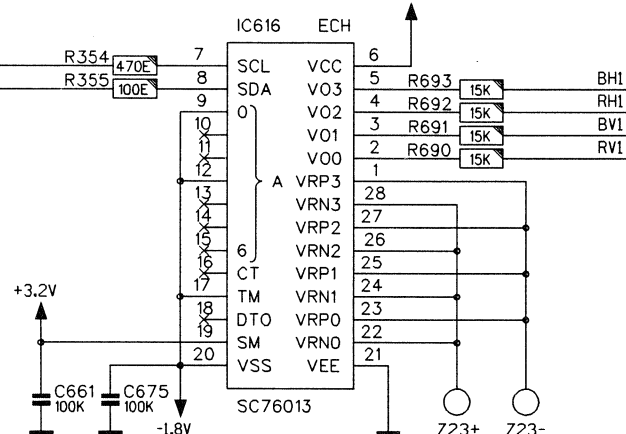 IC616 ECH
R354 470E 7 SCL VCC 6
R355 100E 8 SDA VO3 5 R693 15K BH1
9 0 VO2 4 R692 15K RH1
10 VO1 3 R691 15K BV1
11 VO0 2 R690 15K RV1
12 A VRP3 1
13 VRN3 28
14 VRP2 27
15 6 VRN2 26
16 CT VRP1 25
+3.2V 17 TM VRN1 24
18 DTO VRP0 23
19 SM VRN0 22
20 VSS VEE 21
C661 100K C675 100K
SC76013
-1.8V Z23+ Z23-